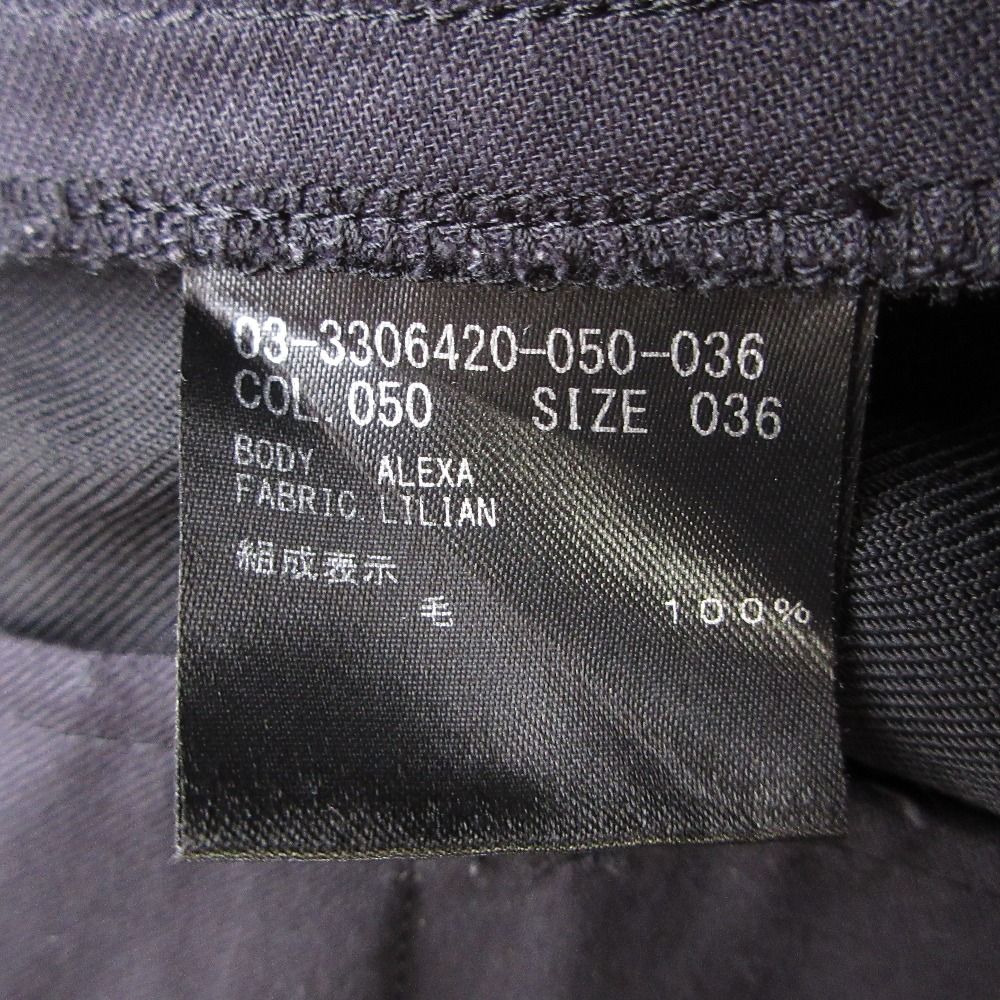 03-3306420-050-036
COL 050 SIZE 036
BODY ALEXA
FABRIC LILIAN
組成表示
毛 100%